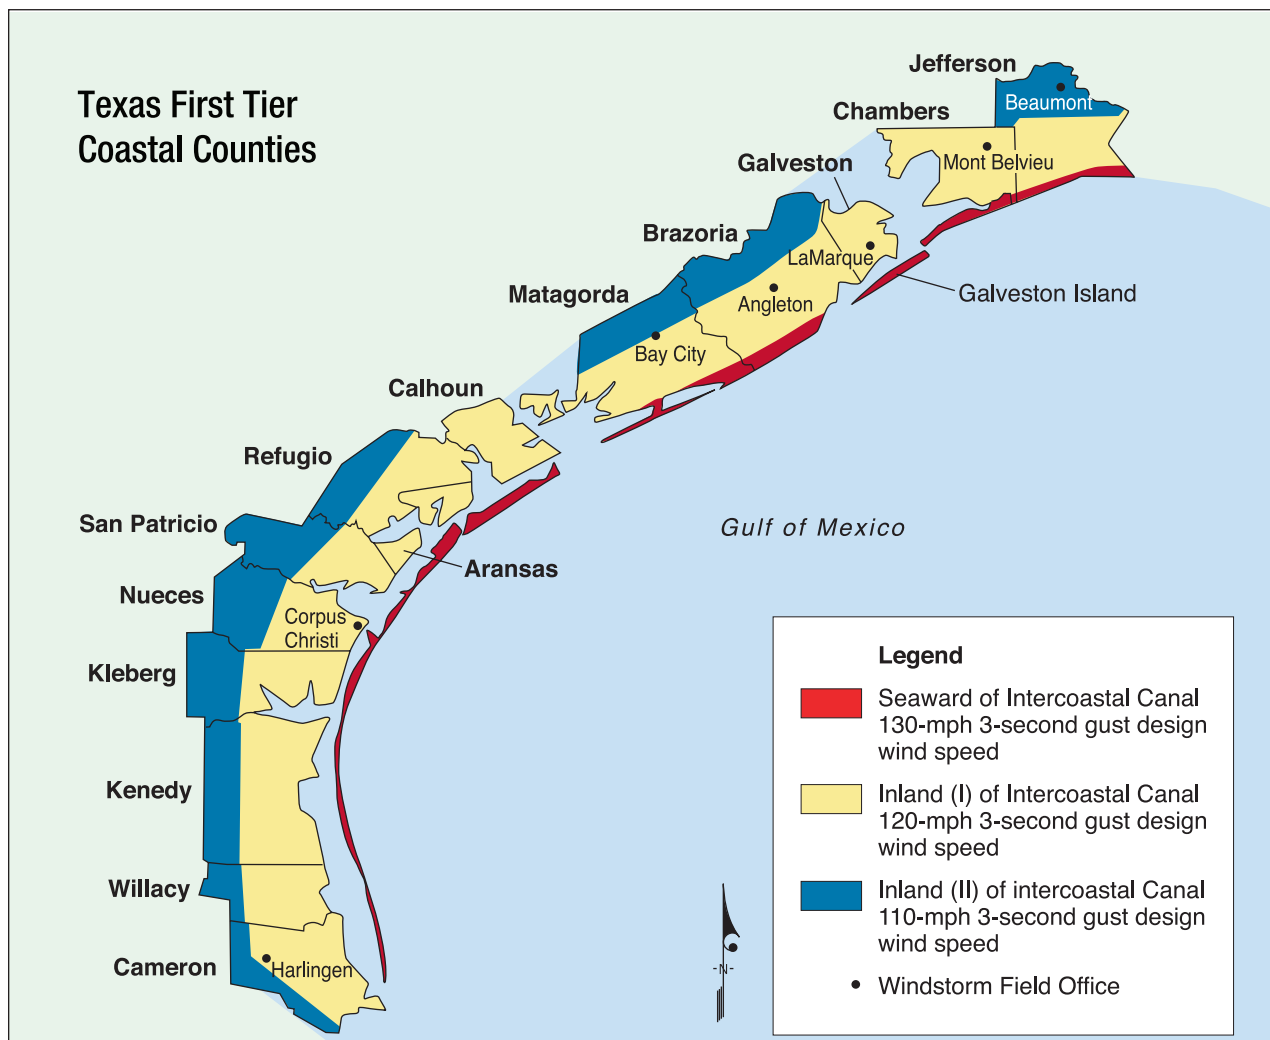 Texas First Tier
Coastal Counties
Jefferson
Beaumont
Chambers
Mont Belvieu
Galveston
Brazoria
LaMarque
Galveston Island
Matagorda
Angleton
Bay City
Calhoun
Refugio
San Patricio
Gulf of Mexico
Aransas
Nueces
Corpus
Christi
Kleberg
Kenedy
Willacy
Cameron
Harlingen
-N-
Legend
Seaward of Intercoastal Canal
130-mph 3-second gust design
wind speed
Inland (I) of Intercoastal Canal
120-mph 3-second gust design
wind speed
Inland (II) of intercoastal Canal
110-mph 3-second gust design
wind speed
Windstorm Field Office